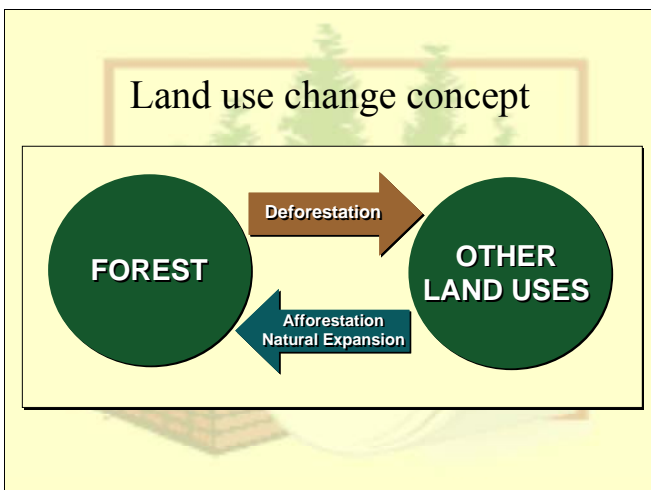 Land use change concept
Deforestation
FOREST
OTHER
LAND USES
Afforestation
Natural Expansion